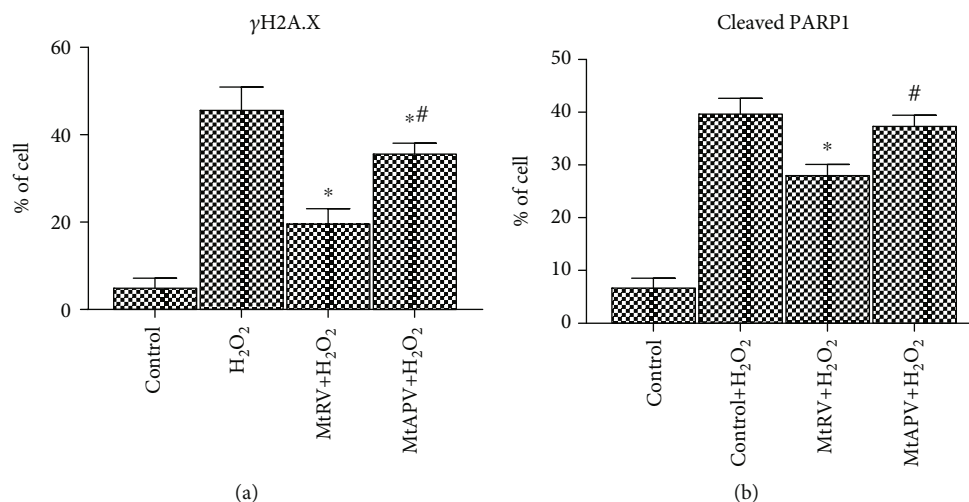 γH2A.X
60
40
20
0
% of cell
*
*#
Control
H₂O₂
MtRV+H₂O₂
MtAPV+H₂O₂
(a)
Cleaved PARP1
50
40
30
20
10
0
% of cell
*
#
Control
Control+H₂O₂
MtRV+H₂O₂
MtAPV+H₂O₂
(b)